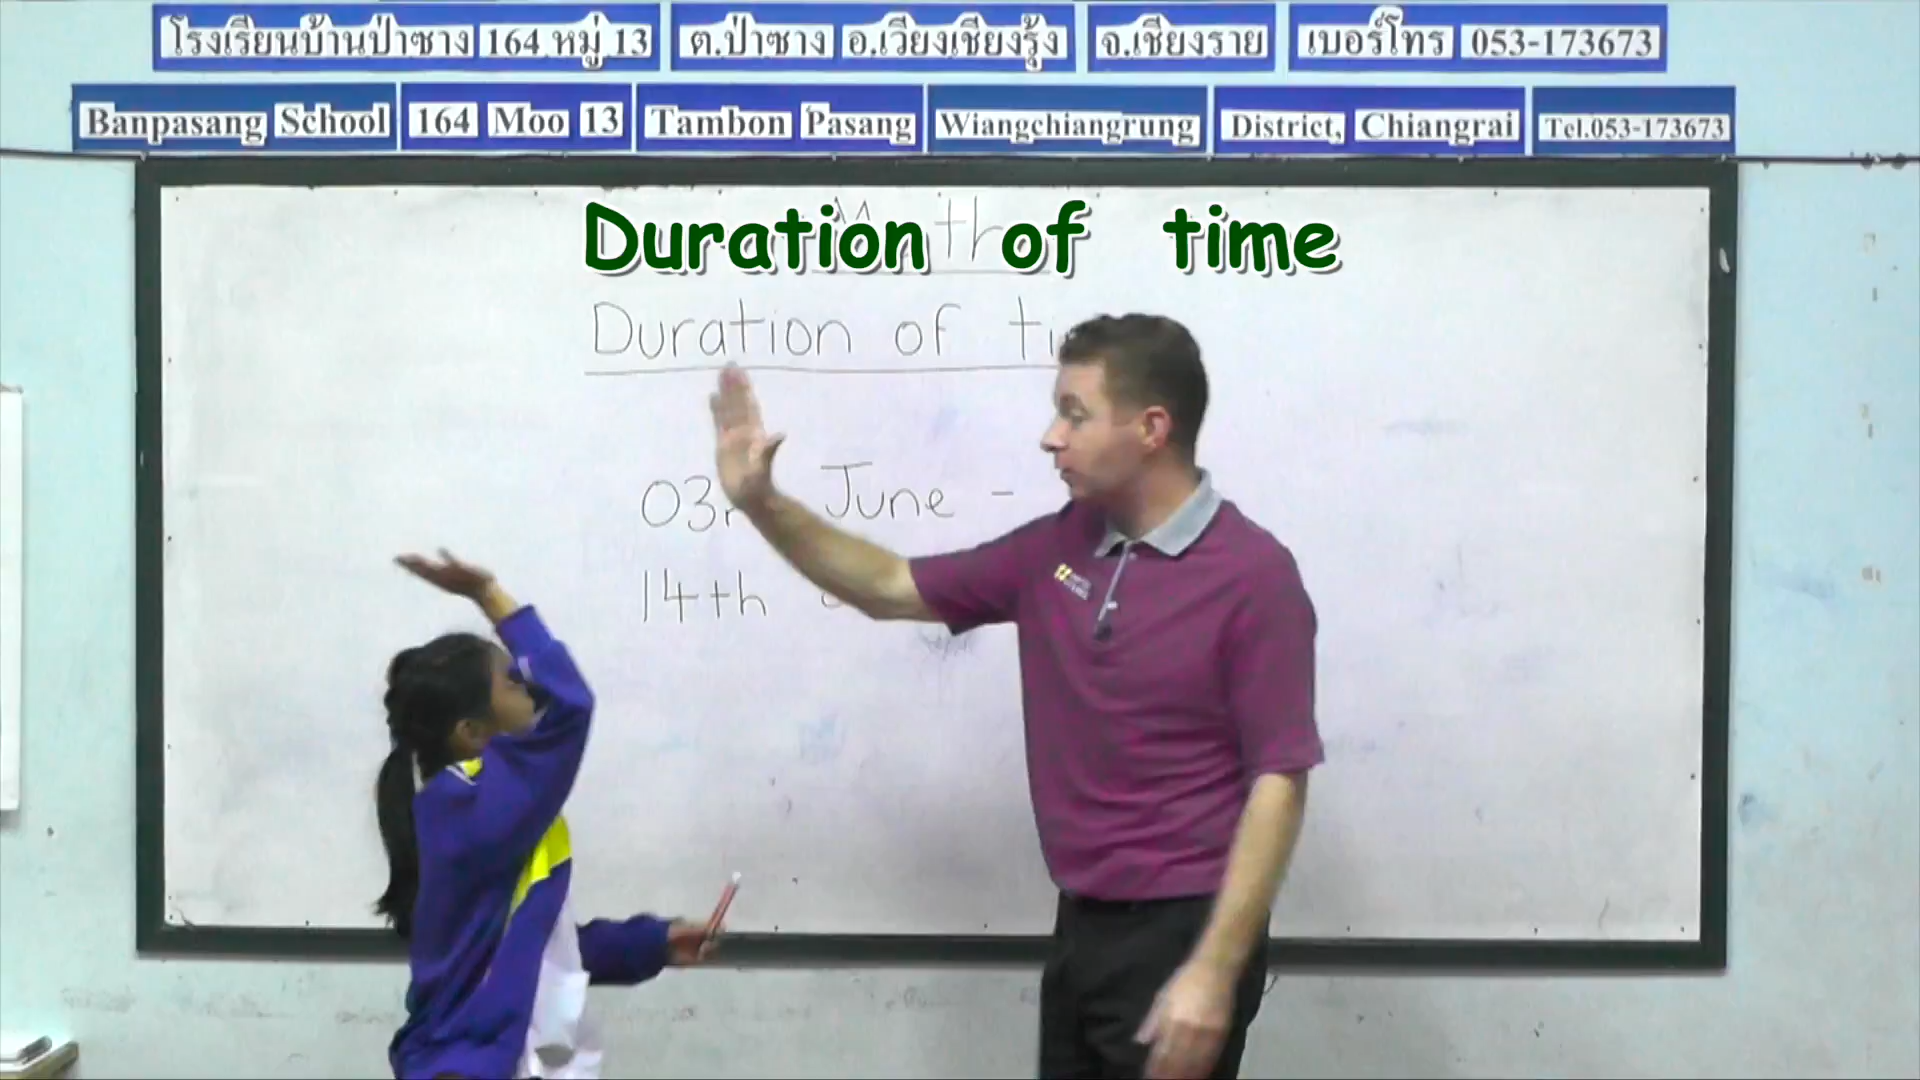 โรงเรียนบ้านป่าซาง 164 หมู่ 13 ต.ป่าซาง อ.เวียงเชียงรุ้ง จ.เชียงราย เบอร์โทร 053-173673
Banpasang School 164 Moo 13 Tambon Pasang Wiangchiangrung District, Chiangrai Tel.053-173673
Duration of time
Duration of
June -
14th